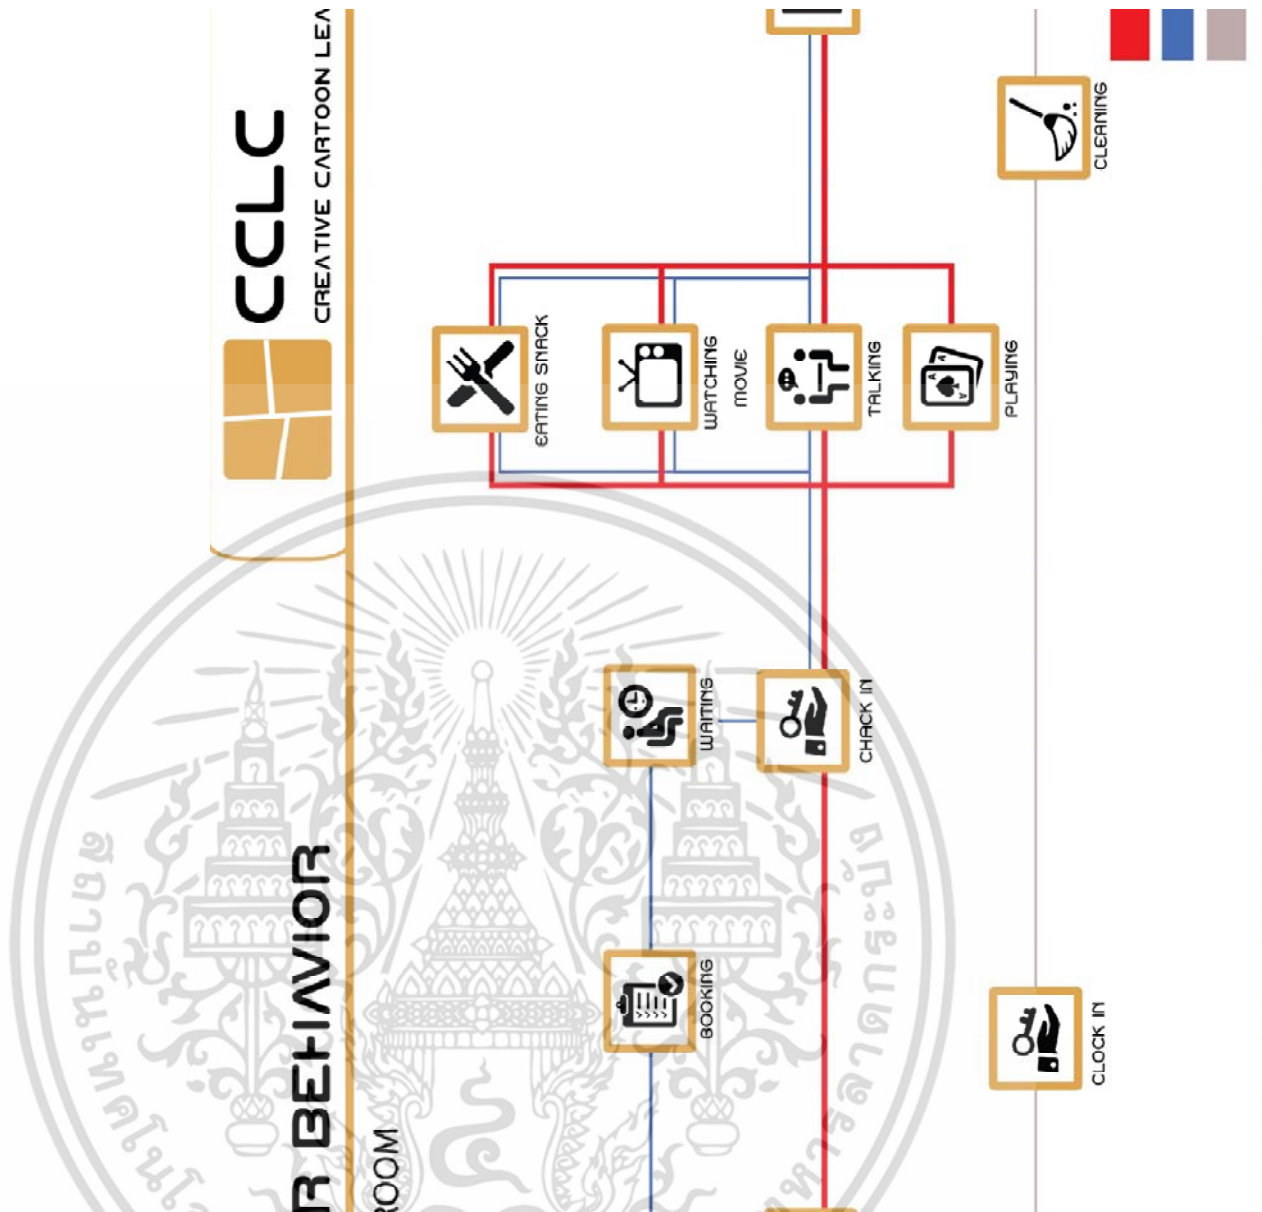 CCLC
CREATIVE CARTOON LEA
R BEHAVIOR
ROOM
EATING SNACK
WATCHING
MOVIE
TALKING
PLAYING
WAITING
CHACK IN
BOOKING
CLEANING
CLOCK IN